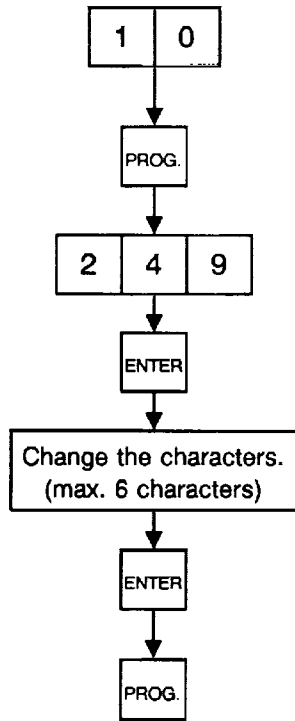 1 0
PROG.
2 4 9
ENTER
Change the characters.
(max. 6 characters)
ENTER
PROG.